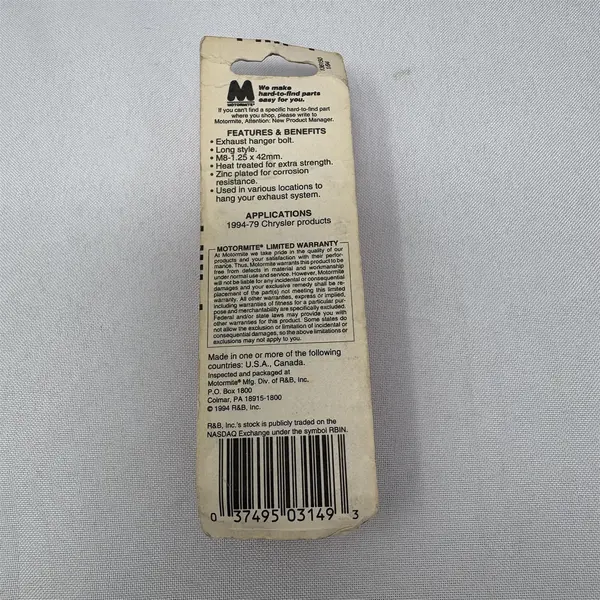 M
MOTORMITE®
We make
hard-to-find parts
easy for you.
If you can't find a specific hard-to-find part
where you shop, please write to
Motormite, Attention: New Product Manager.
FEATURES & BENEFITS
• Exhaust hanger bolt.
• Long style.
• M8-1.25 x 42mm.
• Heat treated for extra strength.
• Zinc plated for corrosion
resistance.
• Used in various locations to
hang your exhaust system.
APPLICATIONS
1994-79 Chrysler products
MOTORMITE® LIMITED WARRANTY
At Motormite we take pride in the quality of our
products and your satisfaction with their perfor-
mance. Thus, Motormite warrants this product to be
free from defects in material and workmanship
under normal use and service. However, Motormite
will not be liable for any incidental or consequential
damages and your exclusive remedy shall be re-
placement of the part(s) not meeting this limited
warranty. All other warranties, express or implied,
including warranties of fitness for a particular pur-
pose and merchantability are specifically excluded.
Federal and/or state laws may provide you with
other warranties for this product. Some states do
not allow the exclusion or limitation of incidental or
consequential damages, so the above limitations or
exclusions may not apply to you.
Made in one or more of the following
countries: U.S.A., Canada.
Inspected and packaged at
Motormite® Mfg. Div. of R&B, Inc.
P.O. Box 1800
Colmar, PA 18915-1800
© 1994 R&B, Inc.
R&B, Inc.'s stock is publicly traded on the
NASDAQ Exchange under the symbol RBIN.
0 37495 03149 3